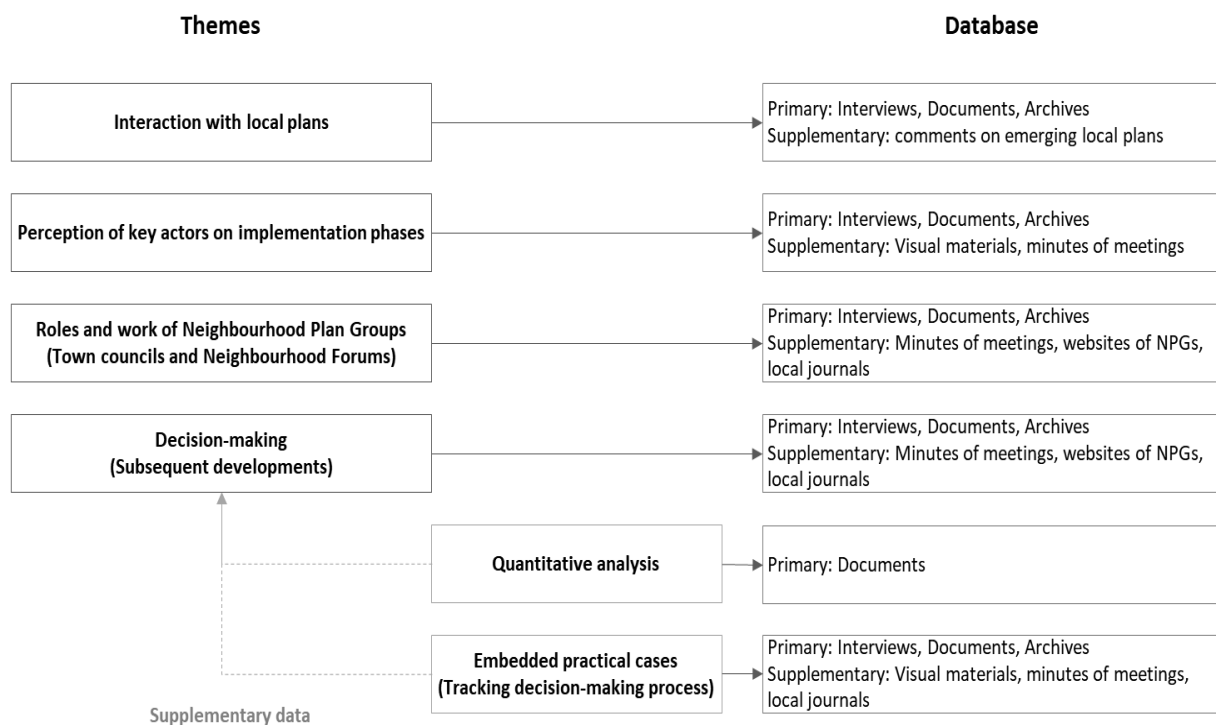 Themes
Database
Interaction with local plans
Primary: Interviews, Documents, Archives
Supplementary: comments on emerging local plans
Perception of key actors on implementation phases
Primary: Interviews, Documents, Archives
Supplementary: Visual materials, minutes of meetings
Roles and work of Neighbourhood Plan Groups
(Town councils and Neighbourhood Forums)
Primary: Interviews, Documents, Archives
Supplementary: Minutes of meetings, websites of NPGs,
local journals
Decision-making
(Subsequent developments)
Primary: Interviews, Documents, Archives
Supplementary: Minutes of meetings, websites of NPGs,
local journals
Quantitative analysis
Primary: Documents
Embedded practical cases
(Tracking decision-making process)
Primary: Interviews, Documents, Archives
Supplementary: Visual materials, minutes of meetings,
local journals
Supplementary data